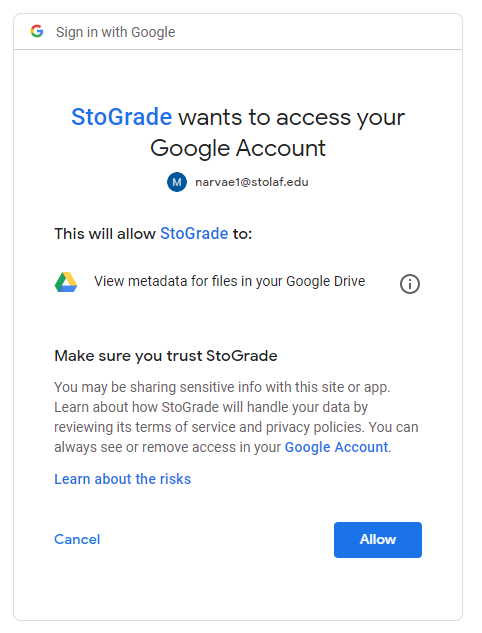 Sign in with Google
StoGrade wants to access your
Google Account
M narvae1@stolaf.edu
This will allow StoGrade to:
View metadata for files in your Google Drive
Make sure you trust StoGrade
You may be sharing sensitive info with this site or app.
Learn about how StoGrade will handle your data by
reviewing its terms of service and privacy policies. You can
always see or remove access in your Google Account.
Learn about the risks
Cancel
Allow